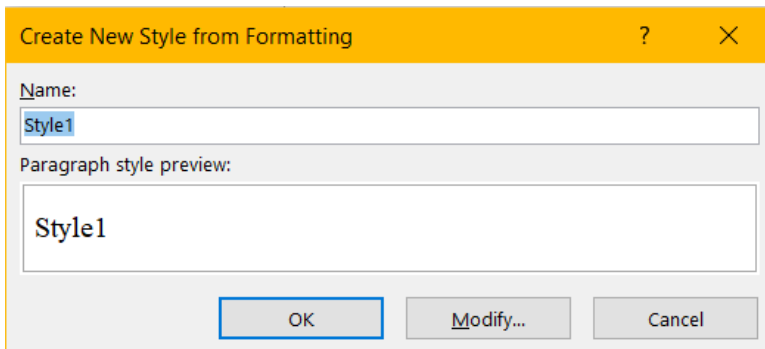 Create New Style from Formatting ? ×
Name:
Style1
Paragraph style preview:
Style1
OK Modify... Cancel